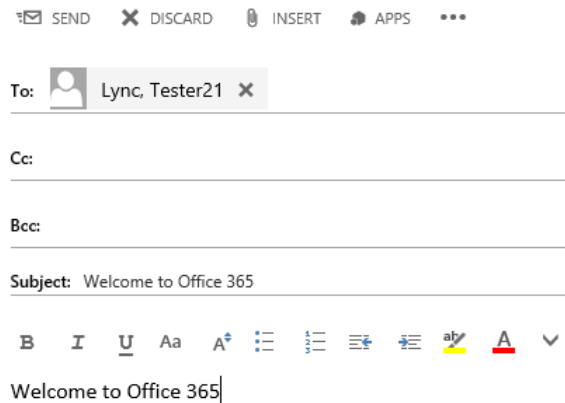 SEND DISCARD INSERT APPS •••
To: Lync, Tester21
Cc:
Bcc:
Subject: Welcome to Office 365
B I U Aa A ab A
Welcome to Office 365